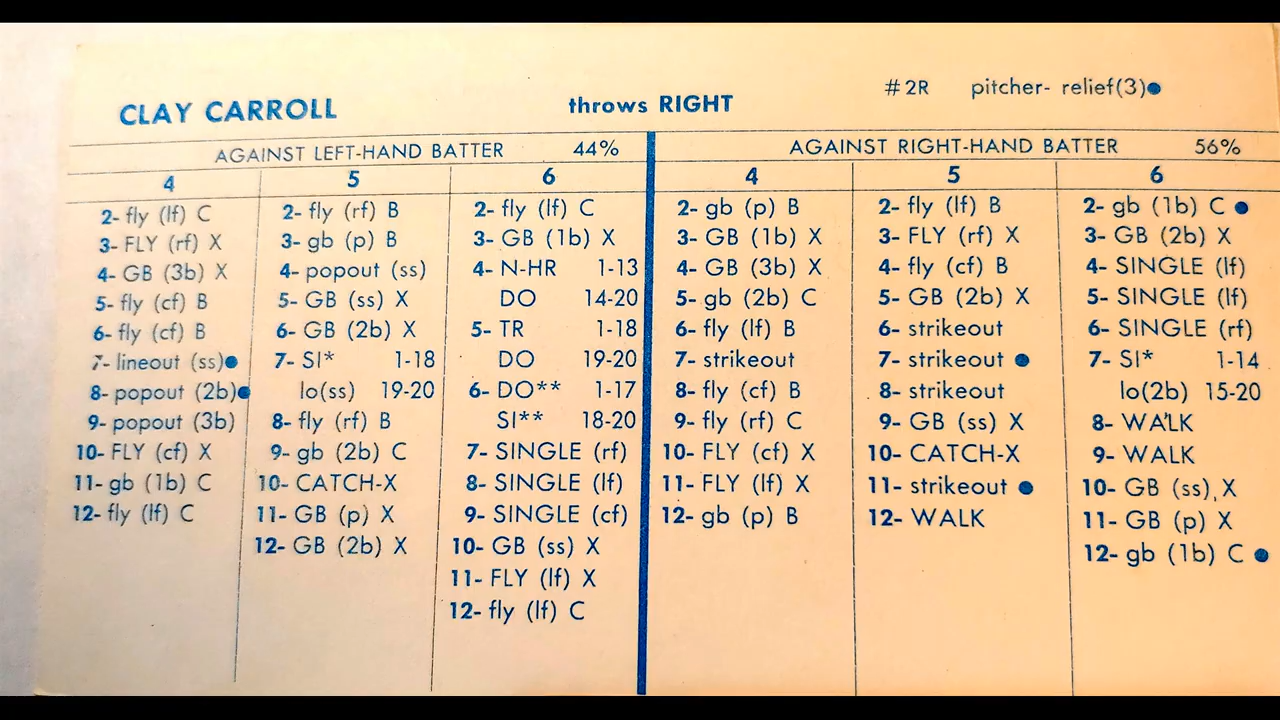 #2R pitcher- relief(3)●
CLAY CARROLL throws RIGHT
AGAINST LEFT-HAND BATTER 44%
4 5 6
2- fly (lf) C
3- FLY (rf) X
4- GB (3b) X
5- fly (cf) B
6- fly (cf) B
7- lineout (ss)●
8- popout (2b)●
9- popout (3b)
10- FLY (cf) X
11- gb (1b) C
12- fly (lf) C
2- fly (rf) B
3- gb (p) B
4- popout (ss)
5- GB (ss) X
6- GB (2b) X
7- SI* 1-18
lo(ss) 19-20
8- fly (rf) B
9- gb (2b) C
10- CATCH-X
11- GB (p) X
12- GB (2b) X
2- fly (lf) C
3- GB (1b) X
4- N-HR 1-13
DO 14-20
5- TR 1-18
DO 19-20
6- DO** 1-17
SI** 18-20
7- SINGLE (rf)
8- SINGLE (lf)
9- SINGLE (cf)
10- GB (ss) X
11- FLY (lf) X
12- fly (lf) C
AGAINST RIGHT-HAND BATTER 56%
4 5 6
2- gb (p) B
3- GB (1b) X
4- GB (3b) X
5- gb (2b) C
6- fly (lf) B
7- strikeout
8- fly (cf) B
9- fly (rf) C
10- FLY (cf) X
11- FLY (lf) X
12- gb (p) B
2- fly (lf) B
3- FLY (rf) X
4- fly (cf) B
5- GB (2b) X
6- strikeout
7- strikeout ●
8- strikeout
9- GB (ss) X
10- CATCH-X
11- strikeout ●
12- WALK
2- gb (1b) C ●
3- GB (2b) X
4- SINGLE (lf)
5- SINGLE (lf)
6- SINGLE (rf)
7- SI* 1-14
lo(2b) 15-20
8- WALK
9- WALK
10- GB (ss) X
11- GB (p) X
12- gb (1b) C ●